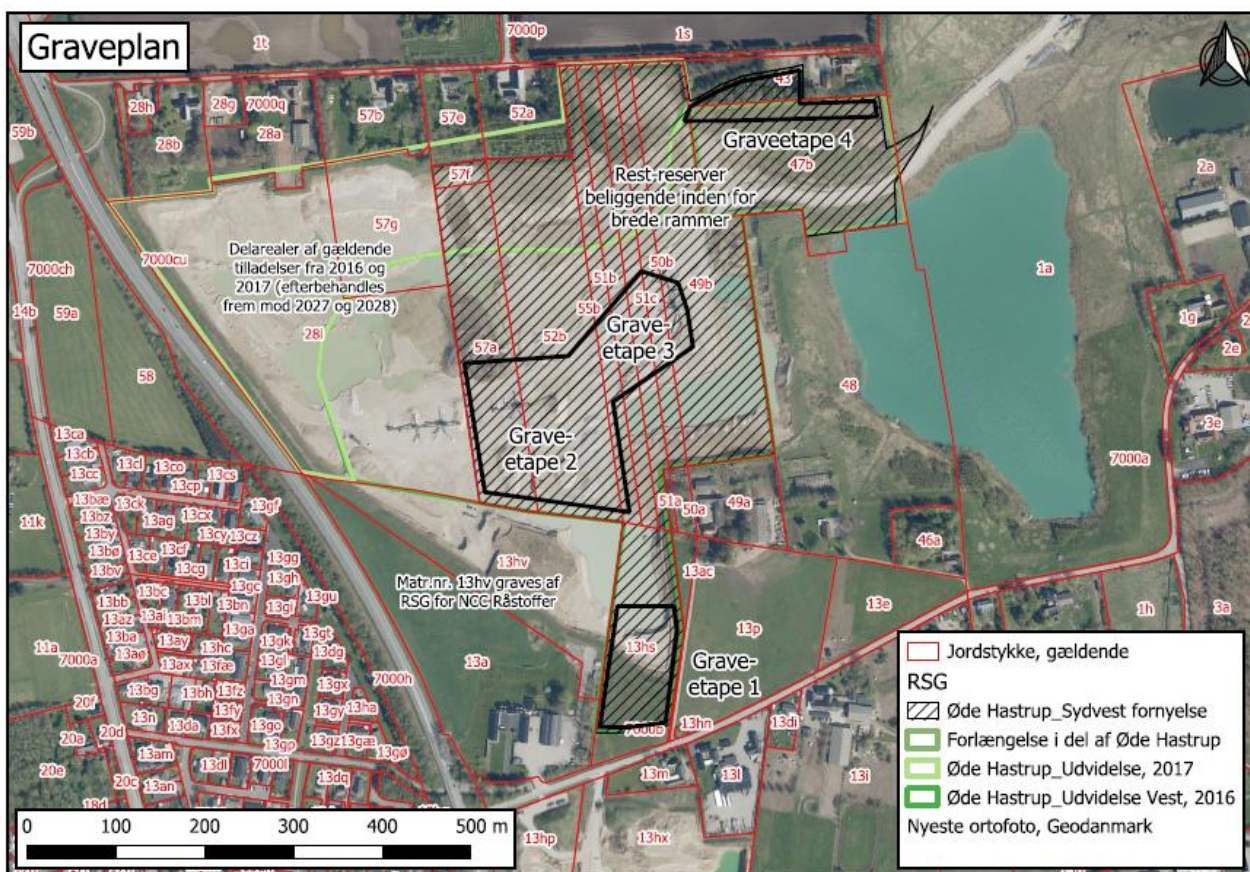 Graveplan
1t
7000p
1s
59b
28h
28g
7000q
28b
28a
57b
57e
52a
43
Graveetape 4
47b
2a
57f
57g
Rest-reserver
beliggende inden for
brede rammer
Delarealer af gældende
tilladelser fra 2016 og
2017 (efterbehandles
frem mod 2027 og 2028)
7000cu
28i
7000ch
14b
59a
58
50b
51b
51c
49b
55b
52b
57a
Grave-
etape 3
Grave-
etape 2
1a
1g
2e
3e
48
7000a
13ca
13cb
13cc
13cl
13co
13cp
13cs
13gf
11k
13bæ
13bz
13by
13bø
13bv
13ck
13ag
13cx
13cy
13cz
13ce
13cf
13cg
13ci
13gg
13gh
13gc
13gu
13bb
13az
13ba
13aø
13bc
13ai
13bl
13bm
13bn
13gi
13ay
13ga
13gk
13gt
13dg
13hc
13gl
13ax
13fæ
11a
7000a
20f
13bg
13bh
13fz
13gm
13gx
7000h
20d
20a
13n
13da
13fy
13fx
13gn
13go
13gy
13ha
13gz
13gæ
13gp
13gø
13am
13dl
7000l
13dq
20e
20c
13an
18d
13hv
Matr.nr. 13hv graves af
RSG for NCC Råstoffer
13a
51a
50a
49a
46a
13ac
13e
13p
13hs
Grave-
etape 1
7000b
13hn
13di
13m
13l
13i
13hp
13hx
1h
3a
Jordstykke, gældende
RSG
Øde Hastrup_Sydvest fornyelse
Forlængelse i del af Øde Hastrup
Øde Hastrup_Udvidelse, 2017
Øde Hastrup_Udvidelse Vest, 2016
Nyeste ortofoto, Geodanmark
0 100 200 300 400 500 m